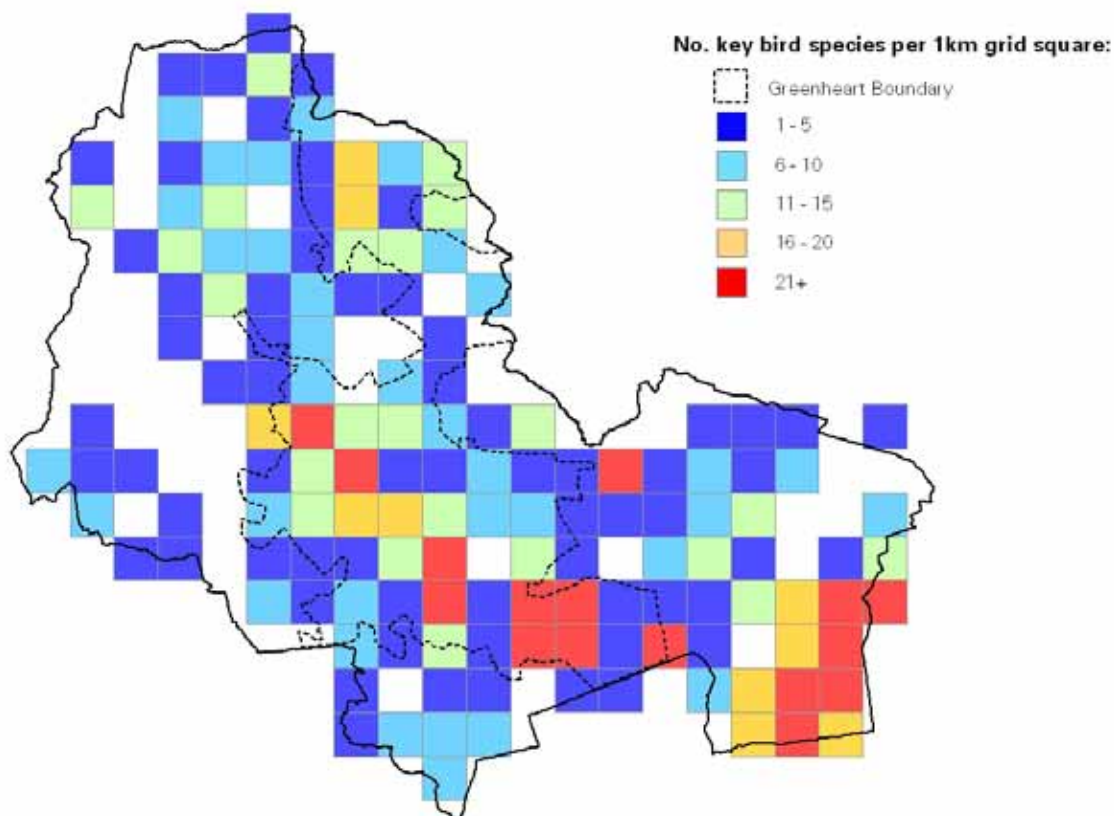 No. key bird species per 1km grid square:
Greenheart Boundary
1 - 5
6 - 10
11 - 15
16 - 20
21+